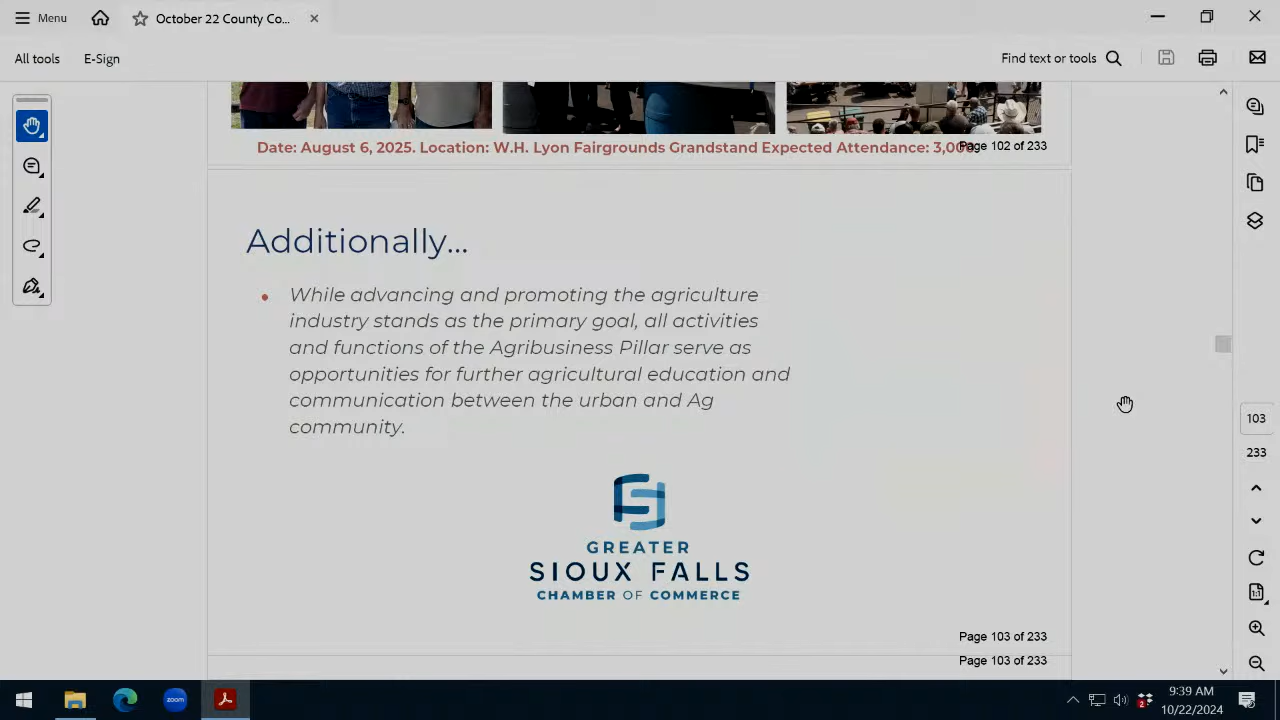 Menu
October 22 County Co...
All tools
E-Sign
Find text or tools
Date: August 6, 2025. Location: W.H. Lyon Fairgrounds Grandstand Expected Attendance: 3,000
Page 102 of 233
Additionally...
• While advancing and promoting the agriculture
industry stands as the primary goal, all activities
and functions of the Agribusiness Pillar serve as
opportunities for further agricultural education and
communication between the urban and Ag
community.
GREATER
SIOUX FALLS
CHAMBER OF COMMERCE
Page 103 of 233
Page 103 of 233
103
233
1:1
zoom
2
9:39 AM
10/22/2024